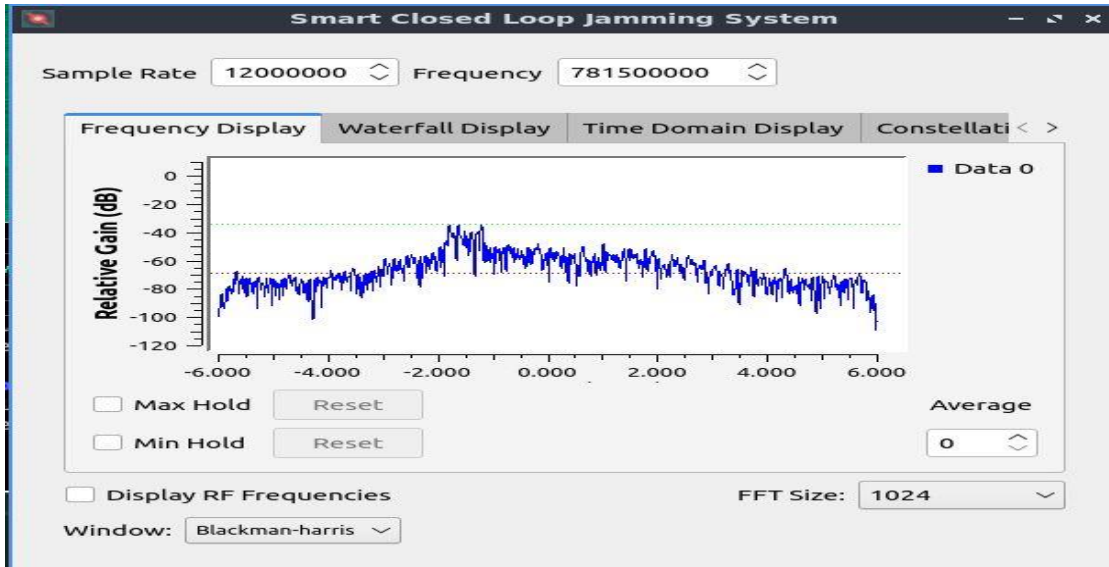 Smart Closed Loop Jamming System
Sample Rate 12000000 Frequency 781500000
Frequency Display Waterfall Display Time Domain Display Constellati < >
Relative Gain (dB)
0
-20
-40
-60
-80
-100
-120
Data 0
-6.000 -4.000 -2.000 0.000 2.000 4.000 6.000
Max Hold Reset Average
Min Hold Reset 0
Display RF Frequencies FFT Size: 1024
Window: Blackman-harris